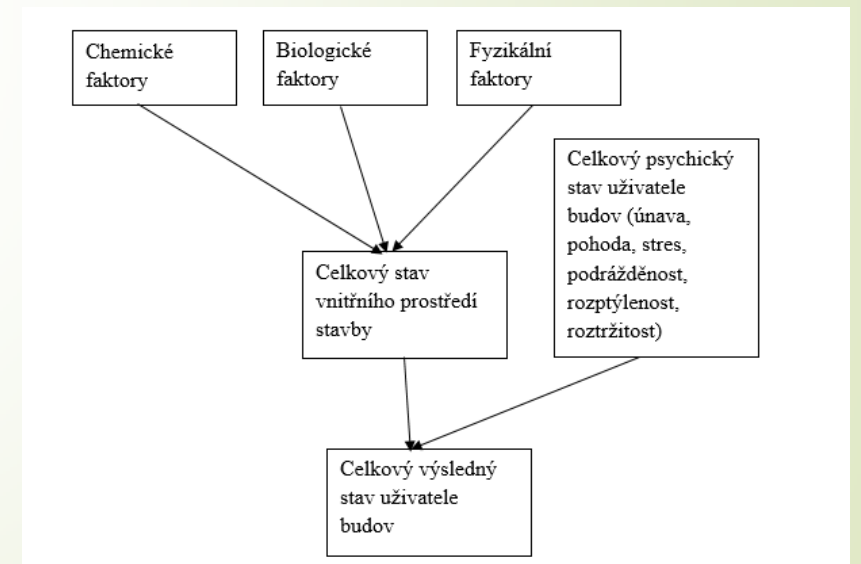 Chemické
faktory
Biologické
faktory
Fyzikální
faktory
Celkový psychický
stav uživatele
budov (únava,
pohoda, stres,
podrážděnost,
rozptýlenost,
roztržitost)
Celkový stav
vnitřního prostředí
stavby
Celkový výsledný
stav uživatele
budov